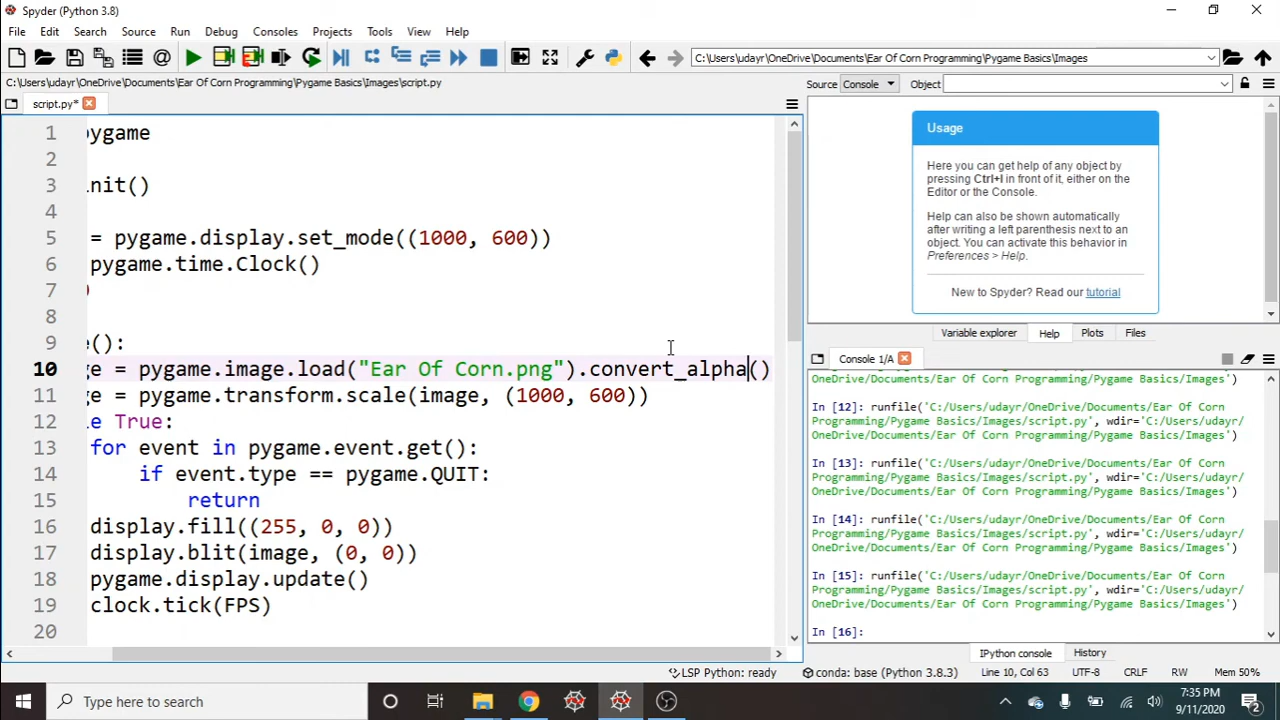 Spyder (Python 3.8)
File Edit Search Source Run Debug Consoles Projects Tools View Help
C:\Users\udayr\OneDrive\Documents\Ear Of Corn Programming\Pygame Basics\Images
C:\Users\udayr\OneDrive\Documents\Ear Of Corn Programming\Pygame Basics\Images\script.py
script.py*
1 pygame
2
3 init()
4
5 = pygame.display.set_mode((1000, 600))
6 pygame.time.Clock()
7
8
9 e():
10 ge = pygame.image.load("Ear Of Corn.png").convert_alpha()
11 ge = pygame.transform.scale(image, (1000, 600))
12 e True:
13 for event in pygame.event.get():
14 if event.type == pygame.QUIT:
15 return
16 display.fill((255, 0, 0))
17 display.blit(image, (0, 0))
18 pygame.display.update()
19 clock.tick(FPS)
20
Source Console Object
Usage
Here you can get help of any object by
pressing Ctrl+I in front of it, either on the
Editor or the Console.
Help can also be shown automatically
after writing a left parenthesis next to an
object. You can activate this behavior in
Preferences > Help.
New to Spyder? Read our tutorial
Variable explorer Help Plots Files
Console 1/A
OneDrive/Documents/Ear Of Corn Programming/Pygame Basics/Images')
In [12]: runfile('C:/Users/udayr/OneDrive/Documents/Ear Of Corn
Programming/Pygame Basics/Images/script.py', wdir='C:/Users/udayr/
OneDrive/Documents/Ear Of Corn Programming/Pygame Basics/Images')
In [13]: runfile('C:/Users/udayr/OneDrive/Documents/Ear Of Corn
Programming/Pygame Basics/Images/script.py', wdir='C:/Users/udayr/
OneDrive/Documents/Ear Of Corn Programming/Pygame Basics/Images')
In [14]: runfile('C:/Users/udayr/OneDrive/Documents/Ear Of Corn
Programming/Pygame Basics/Images/script.py', wdir='C:/Users/udayr/
OneDrive/Documents/Ear Of Corn Programming/Pygame Basics/Images')
In [15]: runfile('C:/Users/udayr/OneDrive/Documents/Ear Of Corn
Programming/Pygame Basics/Images/script.py', wdir='C:/Users/udayr/
OneDrive/Documents/Ear Of Corn Programming/Pygame Basics/Images')
In [16]:
IPython console History
LSP Python: ready conda: base (Python 3.8.3) Line 10, Col 63 UTF-8 CRLF RW Mem 50%
Type here to search
7:35 PM
9/11/2020
2